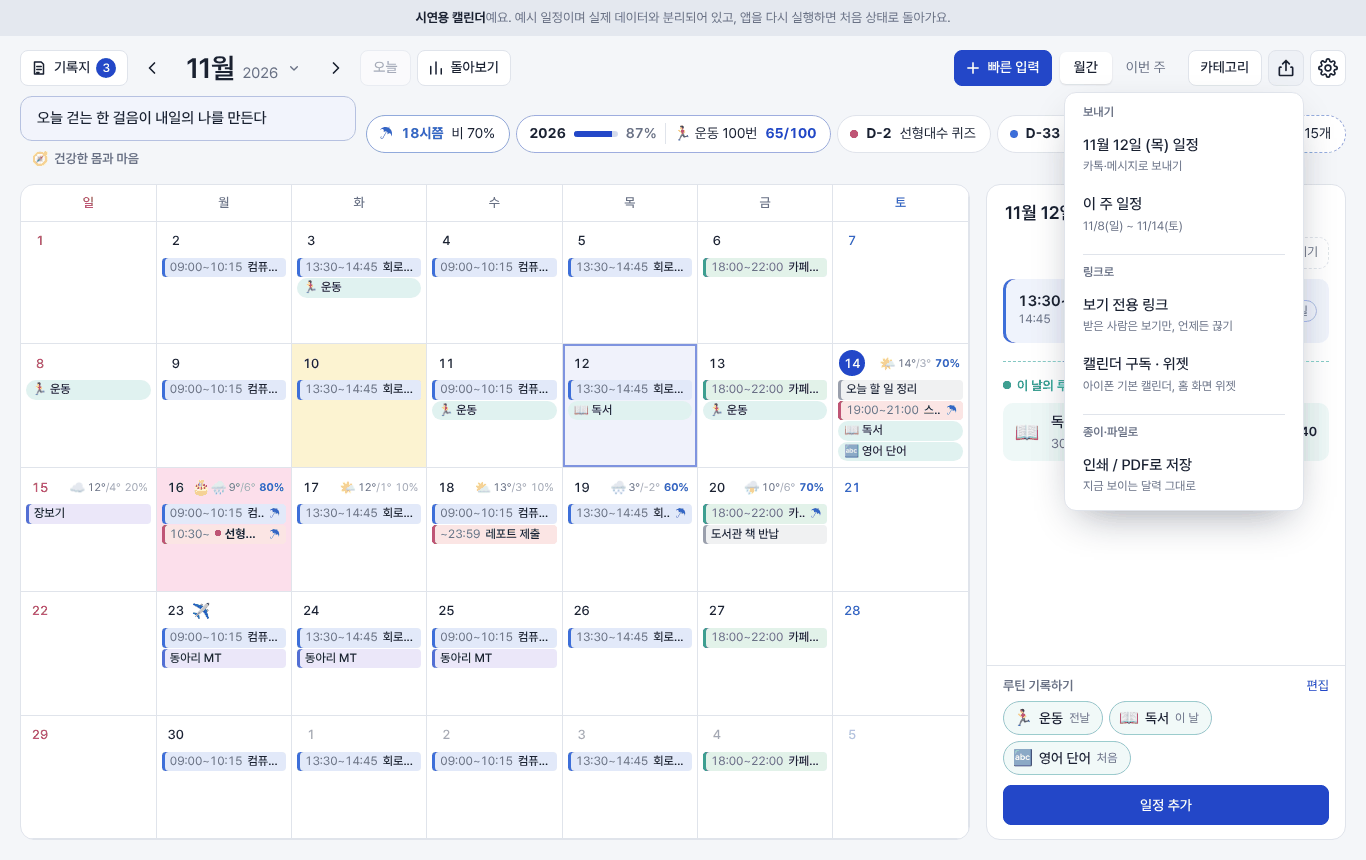 시연용 캘린더예요. 예시 일정이며 실제 데이터와 분리되어 있고, 앱을 다시 실행하면 처음 상태로 돌아가요.
기록지 3
11월 2026
오늘
돌아보기
빠른 입력
월간
이번 주
카테고리
오늘 걷는 한 걸음이 내일의 나를 만든다
건강한 몸과 마음
18시쯤 비 70%
2026 87% 운동 100번 65/100
D-2 선형대수 퀴즈
D-33
15개
보내기
11월 12일 (목) 일정
카톡·메시지로 보내기
이 주 일정
11/8(일) ~ 11/14(토)
링크로
보기 전용 링크
받은 사람은 보기만, 언제든 끊기
캘린더 구독 · 위젯
아이폰 기본 캘린더, 홈 화면 위젯
종이·파일로
인쇄 / PDF로 저장
지금 보이는 달력 그대로
일 월 화 수 목 금 토
1
2
09:00~10:15 컴퓨...
3
13:30~14:45 회로...
운동
4
09:00~10:15 컴퓨...
5
13:30~14:45 회로...
6
18:00~22:00 카페...
7
8
운동
9
09:00~10:15 컴퓨...
10
13:30~14:45 회로...
11
09:00~10:15 컴퓨...
운동
12
13:30~14:45 회로...
독서
13
18:00~22:00 카페...
운동
14 14°/3° 70%
오늘 할 일 정리
19:00~21:00 스..
독서
abc 영어 단어
15 12°/4° 20%
장보기
16 9°/6° 80%
09:00~10:15 컴..
10:30~ 선형...
17 12°/1° 10%
13:30~14:45 회로...
18 13°/3° 10%
09:00~10:15 컴퓨...
~23:59 레포트 제출
19 3°/-2° 60%
13:30~14:45 회..
20 10°/6° 70%
18:00~22:00 카..
도서관 책 반납
21
22
23
09:00~10:15 컴퓨...
동아리 MT
24
13:30~14:45 회로...
동아리 MT
25
09:00~10:15 컴퓨...
동아리 MT
26
13:30~14:45 회로...
27
18:00~22:00 카페...
28
29
30
09:00~10:15 컴퓨...
1
13:30~14:45 회로...
2
09:00~10:15 컴퓨...
3
13:30~14:45 회로...
4
18:00~22:00 카페...
5
11월 12일
13:30~
14:45
이 날의 루
독
30
40
루틴 기록하기 편집
운동 전날
독서 이 날
abc 영어 단어 처음
일정 추가